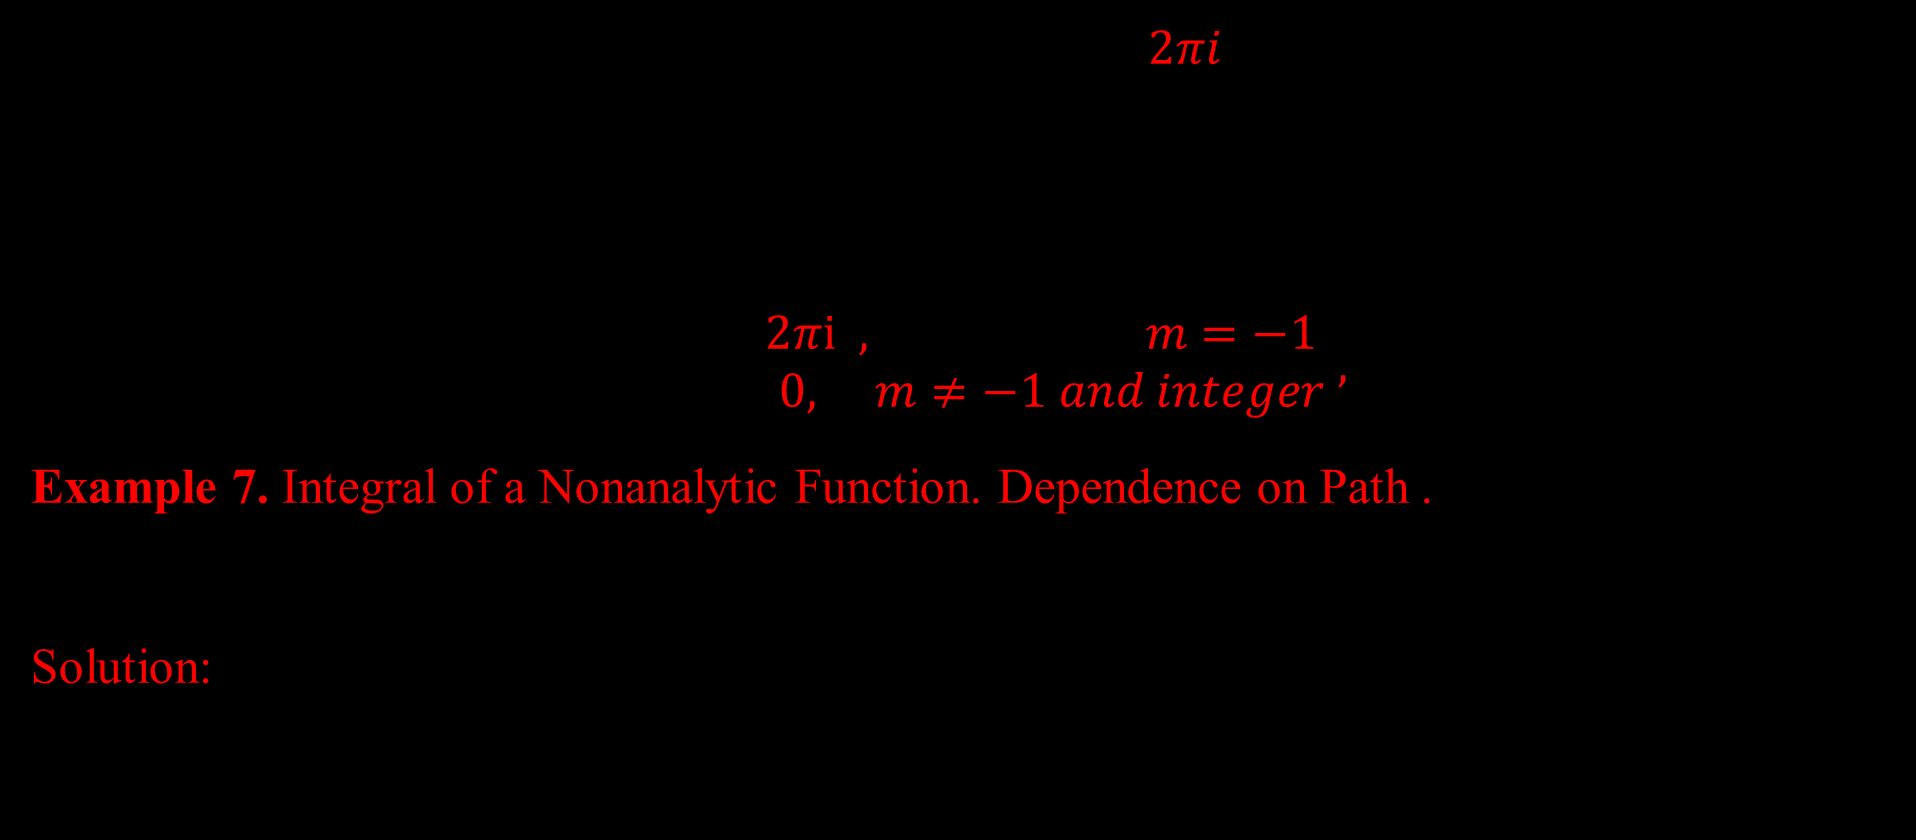 2πi
2πi , m = −1
0, m ≠ −1 and integer ’
Example 7. Integral of a Nonanalytic Function. Dependence on Path .
Solution: